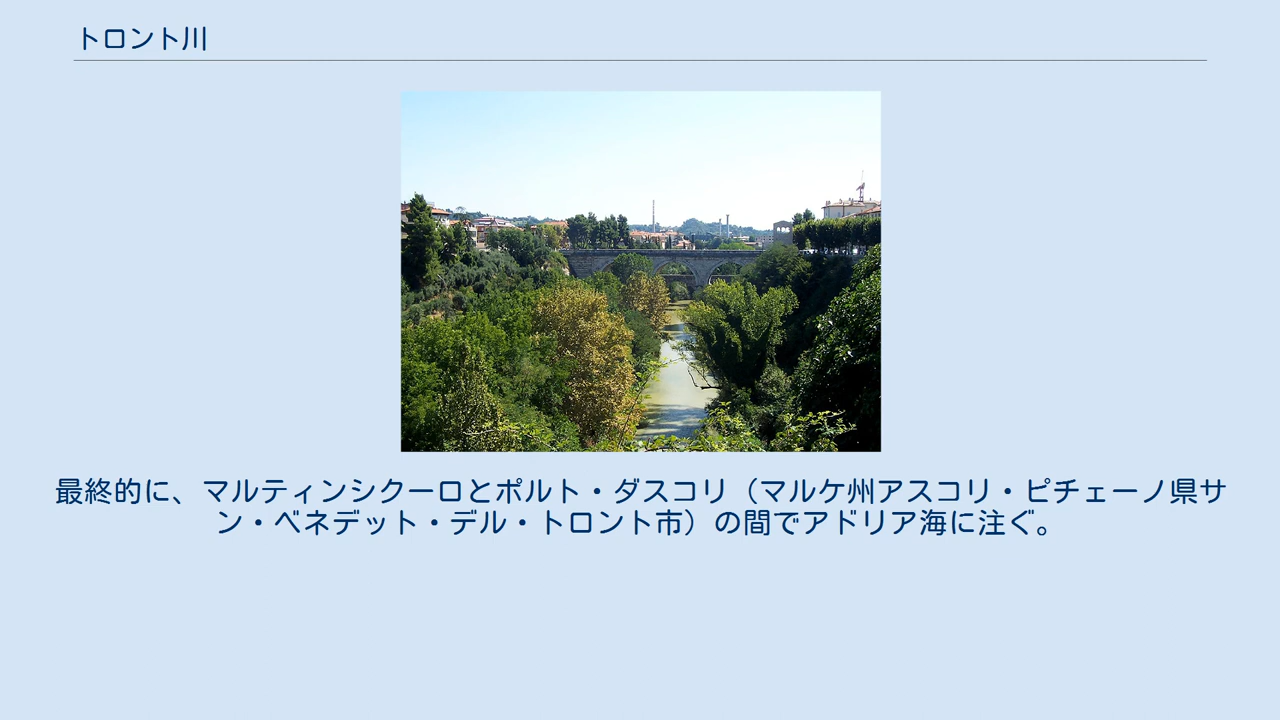 トロント川
最終的に、マルティンシクーロとポルト・ダスコリ（マルケ州アスコリ・ピチェーノ県サ
ン・ベネデット・デル・トロント市）の間でアドリア海に注ぐ。